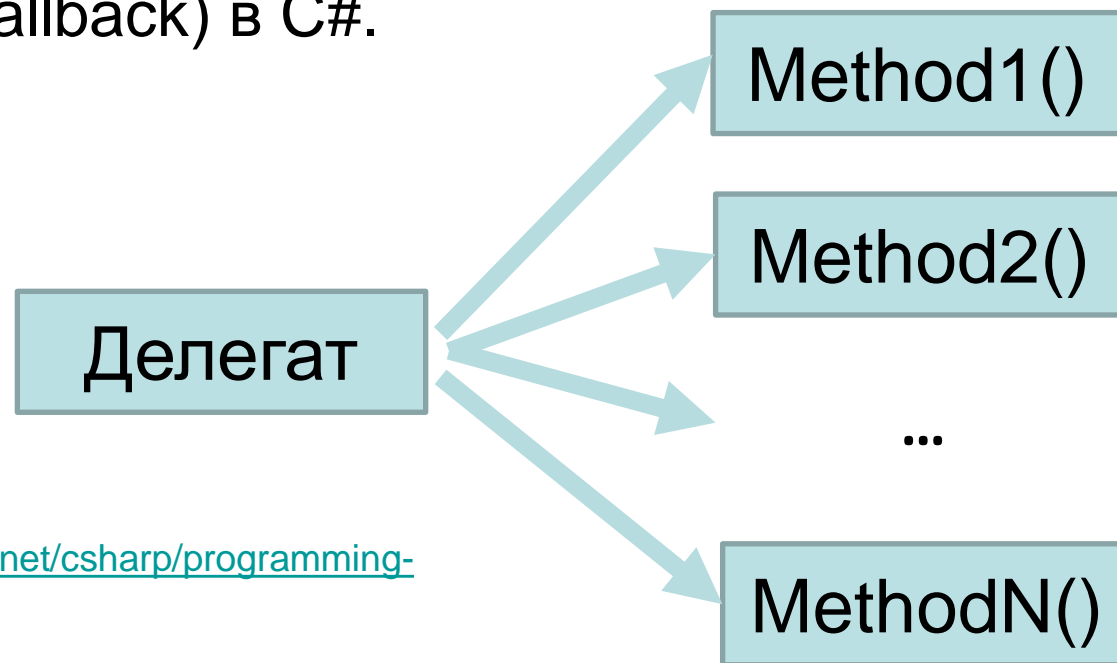 allback) в C#.
Method1()
Method2()
Делегат
...
net/csharp/programming-
MethodN()